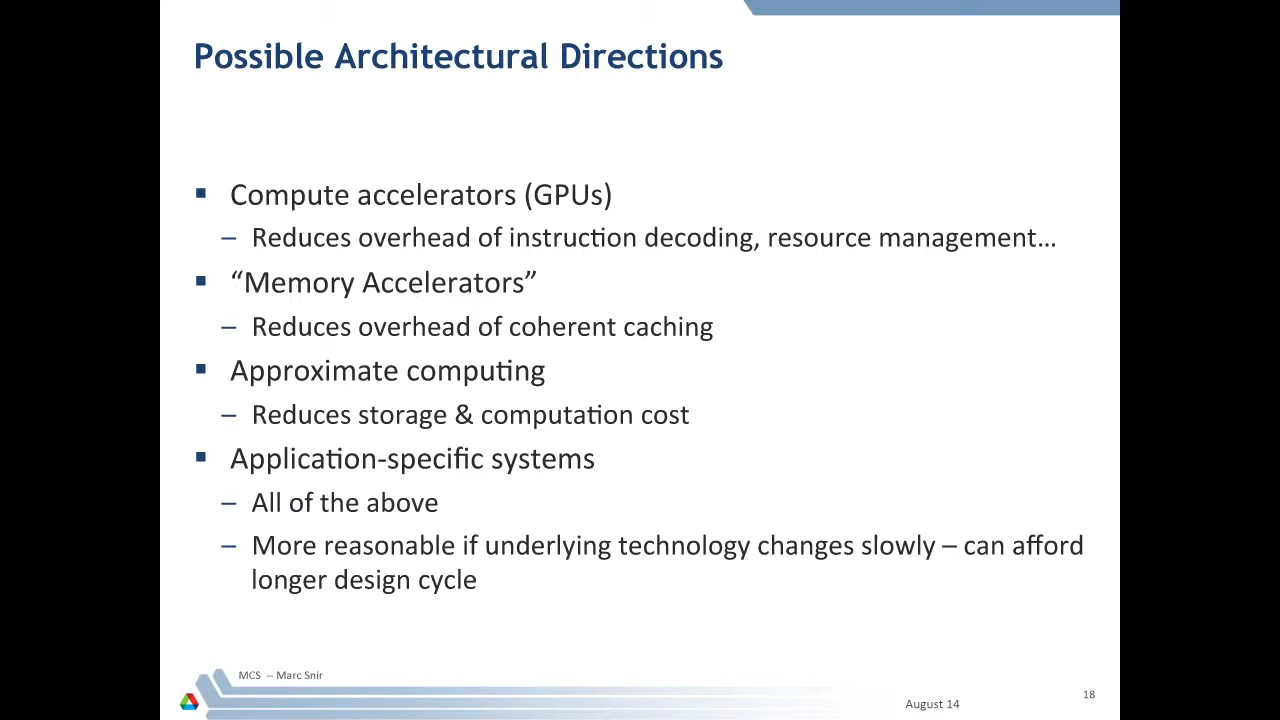 Possible Architectural Directions
▪ Compute accelerators (GPUs)
– Reduces overhead of instruction decoding, resource management…
▪ “Memory Accelerators”
– Reduces overhead of coherent caching
▪ Approximate computing
– Reduces storage & computation cost
▪ Application-specific systems
– All of the above
– More reasonable if underlying technology changes slowly – can afford
longer design cycle
MCS -- Marc Snir
August 14
18